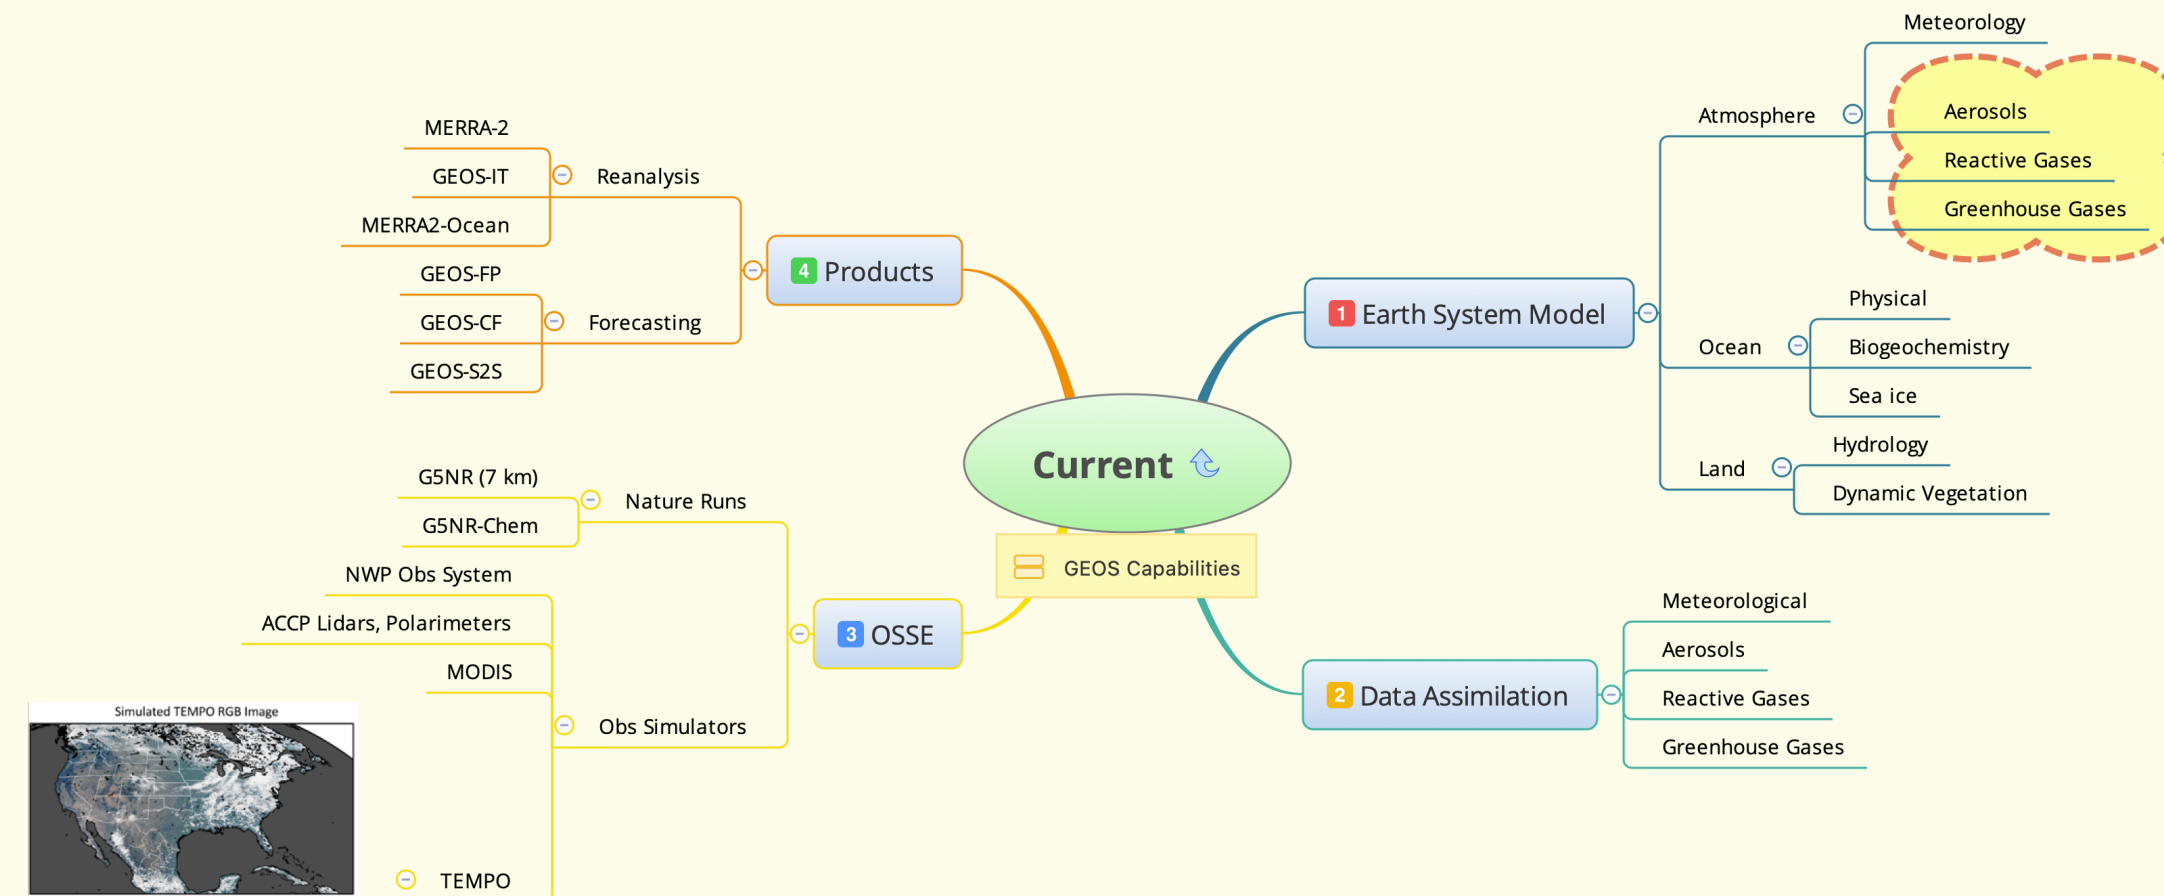 Current
GEOS Capabilities
1 Earth System Model
Atmosphere
Meteorology
Aerosols
Reactive Gases
Greenhouse Gases
Ocean
Physical
Biogeochemistry
Sea ice
Land
Hydrology
Dynamic Vegetation
2 Data Assimilation
Meteorological
Aerosols
Reactive Gases
Greenhouse Gases
3 OSSE
Nature Runs
G5NR (7 km)
G5NR-Chem
Obs Simulators
NWP Obs System
ACCP Lidars, Polarimeters
MODIS
TEMPO
Simulated TEMPO RGB Image
4 Products
Reanalysis
MERRA-2
GEOS-IT
MERRA2-Ocean
Forecasting
GEOS-FP
GEOS-CF
GEOS-S2S